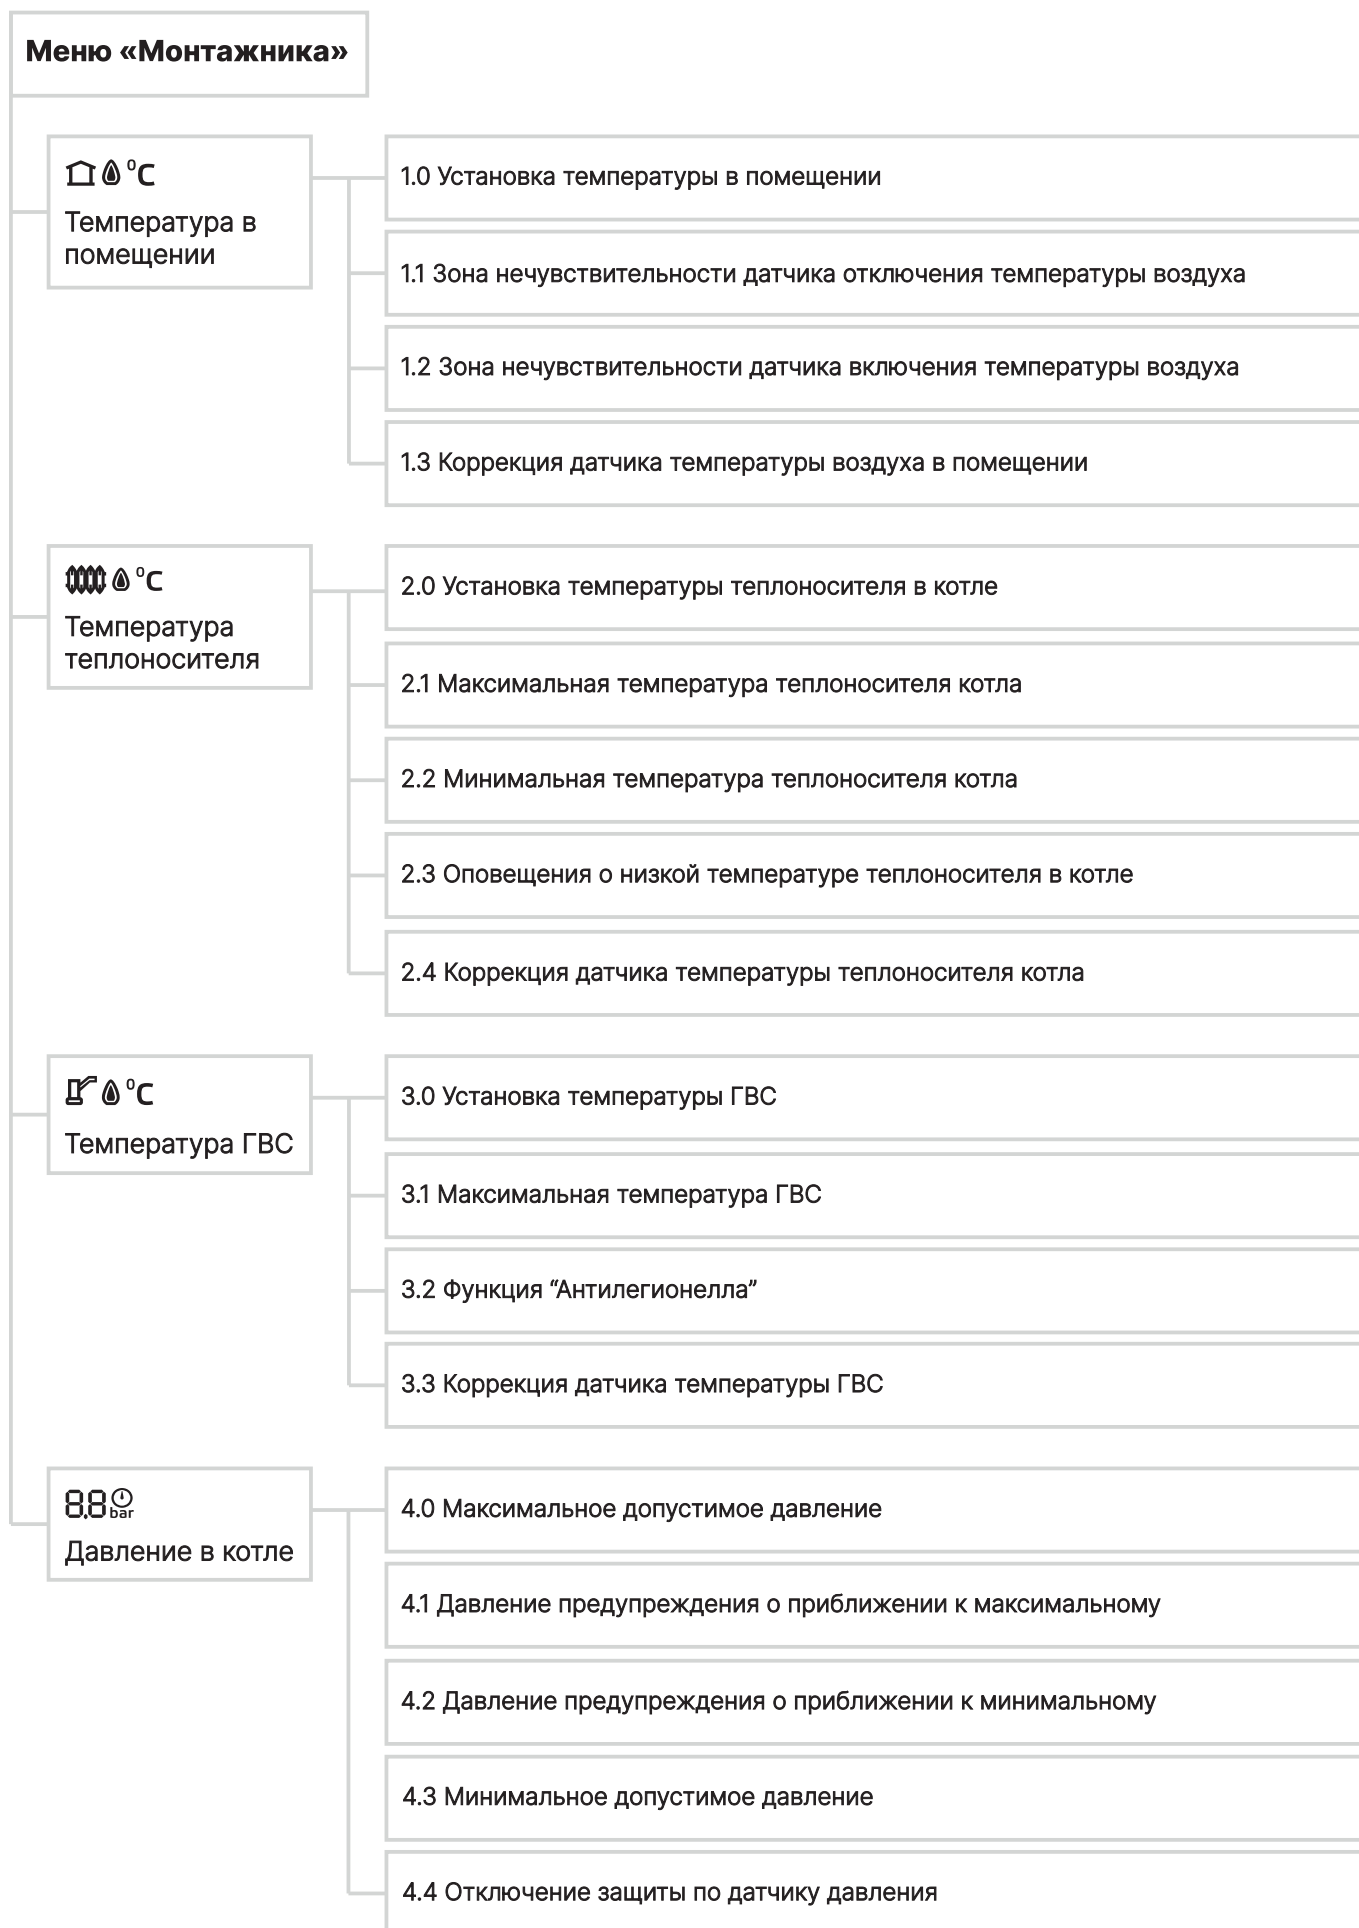 Меню «Монтажника»
°C
Температура в
помещении
1.0 Установка температуры в помещении
1.1 Зона нечувствительности датчика отключения температуры воздуха
1.2 Зона нечувствительности датчика включения температуры воздуха
1.3 Коррекция датчика температуры воздуха в помещении
°C
Температура
теплоносителя
2.0 Установка температуры теплоносителя в котле
2.1 Максимальная температура теплоносителя котла
2.2 Минимальная температура теплоносителя котла
2.3 Оповещения о низкой температуре теплоносителя в котле
2.4 Коррекция датчика температуры теплоносителя котла
°C
Температура ГВС
3.0 Установка температуры ГВС
3.1 Максимальная температура ГВС
3.2 Функция “Антилегионелла”
3.3 Коррекция датчика температуры ГВС
8.8 bar
Давление в котле
4.0 Максимальное допустимое давление
4.1 Давление предупреждения о приближении к максимальному
4.2 Давление предупреждения о приближении к минимальному
4.3 Минимальное допустимое давление
4.4 Отключение защиты по датчику давления